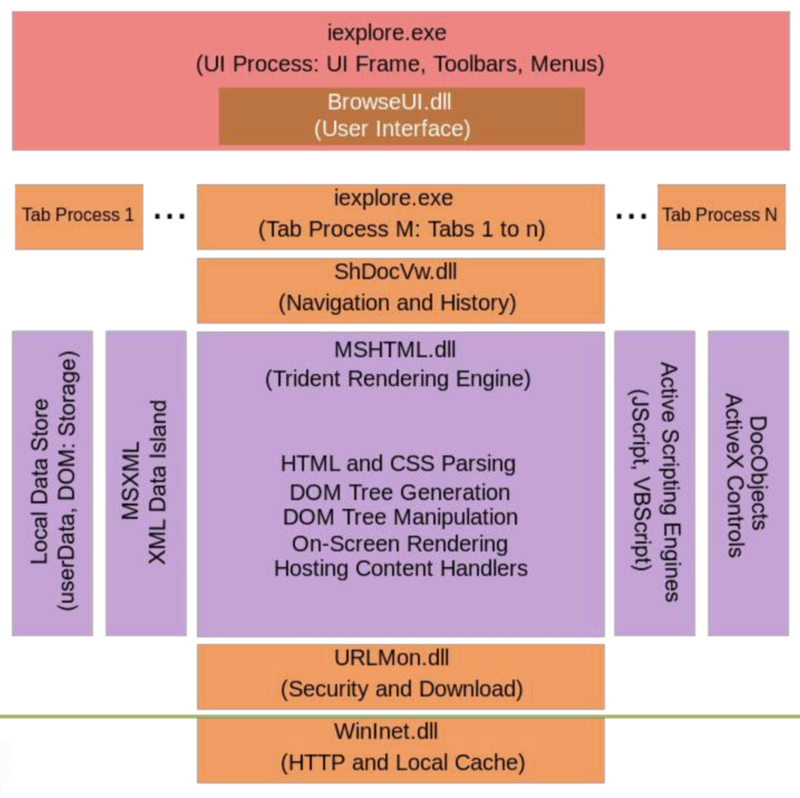 iexplore.exe
(UI Process: UI Frame, Toolbars, Menus)
BrowseUI.dll
(User Interface)
Tab Process 1
...
iexplore.exe
(Tab Process M: Tabs 1 to n)
...
Tab Process N
ShDocVw.dll
(Navigation and History)
Local Data Store
(userData, DOM: Storage)
MSXML
XML Data Island
MSHTML.dll
(Trident Rendering Engine)
HTML and CSS Parsing
DOM Tree Generation
DOM Tree Manipulation
On-Screen Rendering
Hosting Content Handlers
Active Scripting Engines
(JScript, VBScript)
DocObjects
ActiveX Controls
URLMon.dll
(Security and Download)
WinInet.dll
(HTTP and Local Cache)